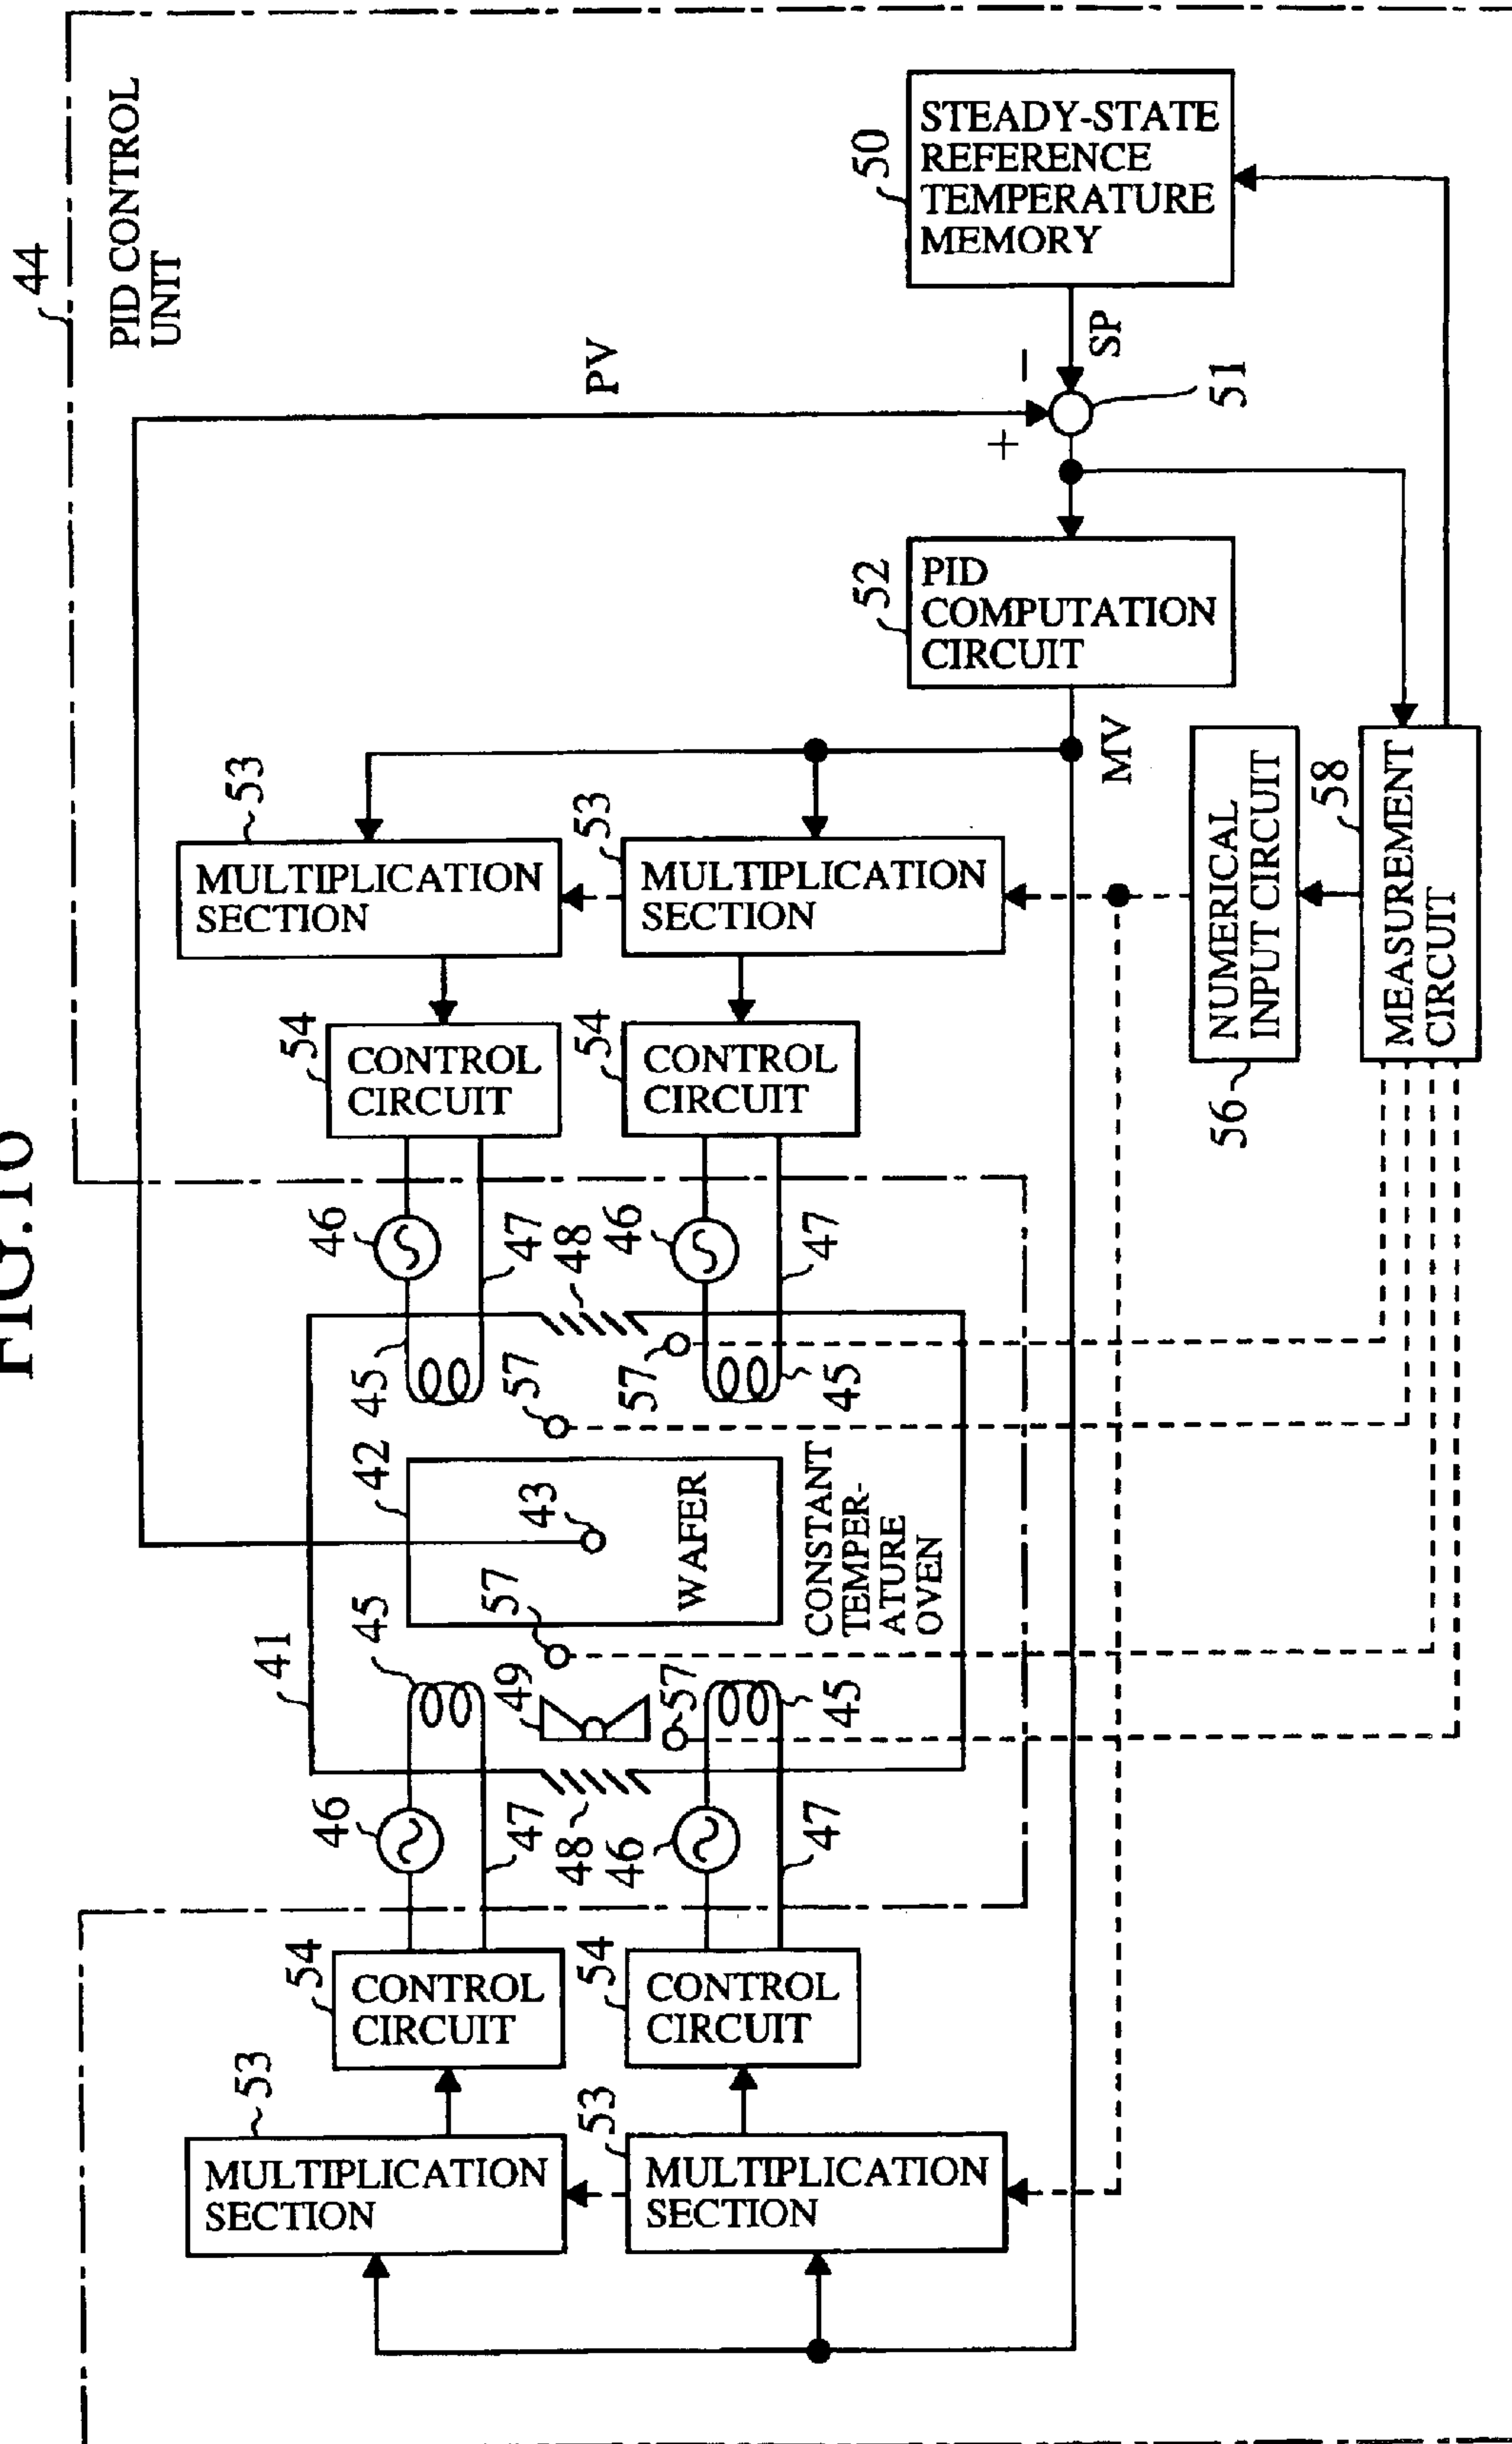 FIG.16
44
PID CONTROL
UNIT
PV
50
STEADY-STATE
REFERENCE
TEMPERATURE
MEMORY
SP
−
+
51
52
PID
COMPUTATION
CIRCUIT
MV
53
MULTIPLICATION
SECTION
53
MULTIPLICATION
SECTION
54
CONTROL
CIRCUIT
54
CONTROL
CIRCUIT
NUMERICAL
INPUT CIRCUIT
56
58
MEASUREMENT
CIRCUIT
46
47
48
46
47
45
57
57
45
42
43
WAFER
CONSTANT
TEMPER-
ATURE
OVEN
41
45
57
49
57
45
46
47
48
46
47
54
CONTROL
CIRCUIT
54
CONTROL
CIRCUIT
53
MULTIPLICATION
SECTION
53
MULTIPLICATION
SECTION